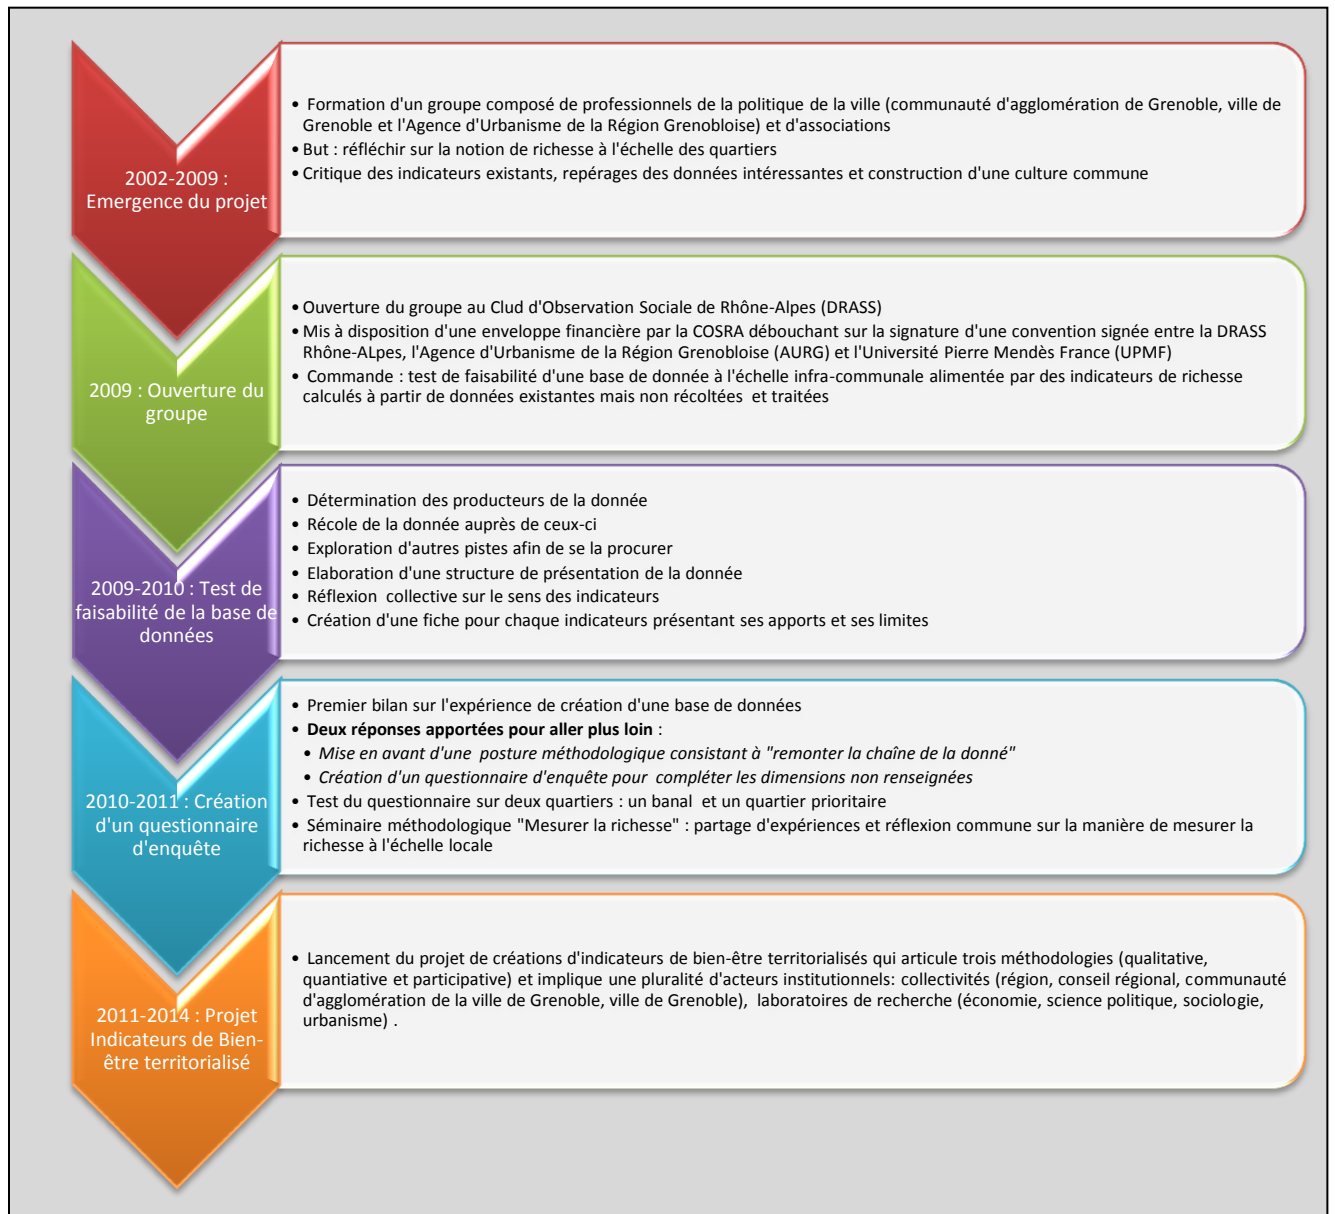 2002-2009 :
Emergence du projet
• Formation d'un groupe composé de professionnels de la politique de la ville (communauté d'agglomération de Grenoble, ville de
Grenoble et l'Agence d'Urbanisme de la Région Grenobloise) et d'associations
• But : réfléchir sur la notion de richesse à l'échelle des quartiers
• Critique des indicateurs existants, repérages des données intéressantes et construction d'une culture commune
2009 : Ouverture du
groupe
• Ouverture du groupe au Clud d'Observation Sociale de Rhône-Alpes (DRASS)
• Mis à disposition d'une enveloppe financière par la COSRA débouchant sur la signature d'une convention signée entre la DRASS
Rhône-ALpes, l'Agence d'Urbanisme de la Région Grenobloise (AURG) et l'Université Pierre Mendès France (UPMF)
• Commande : test de faisabilité d'une base de donnée à l'échelle infra-communale alimentée par des indicateurs de richesse
calculés à partir de données existantes mais non récoltées et traitées
2009-2010 : Test de
faisabilité de la base de
données
• Détermination des producteurs de la donnée
• Récole de la donnée auprès de ceux-ci
• Exploration d'autres pistes afin de se la procurer
• Elaboration d'une structure de présentation de la donnée
• Réflexion collective sur le sens des indicateurs
• Création d'une fiche pour chaque indicateurs présentant ses apports et ses limites
2010-2011 : Création
d'un questionnaire
d'enquête
• Premier bilan sur l'expérience de création d'une base de données
• Deux réponses apportées pour aller plus loin :
• Mise en avant d'une posture méthodologique consistant à "remonter la chaîne de la donné"
• Création d'un questionnaire d'enquête pour compléter les dimensions non renseignées
• Test du questionnaire sur deux quartiers : un banal et un quartier prioritaire
• Séminaire méthodologique "Mesurer la richesse" : partage d'expériences et réflexion commune sur la manière de mesurer la
richesse à l'échelle locale
2011-2014 : Projet
Indicateurs de Bien-
être territorialisé
• Lancement du projet de créations d'indicateurs de bien-être territorialisés qui articule trois méthodologies (qualitative,
quantiative et participative) et implique une pluralité d'acteurs institutionnels: collectivités (région, conseil régional, communauté
d'agglomération de la ville de Grenoble, ville de Grenoble), laboratoires de recherche (économie, science politique, sociologie,
urbanisme) .